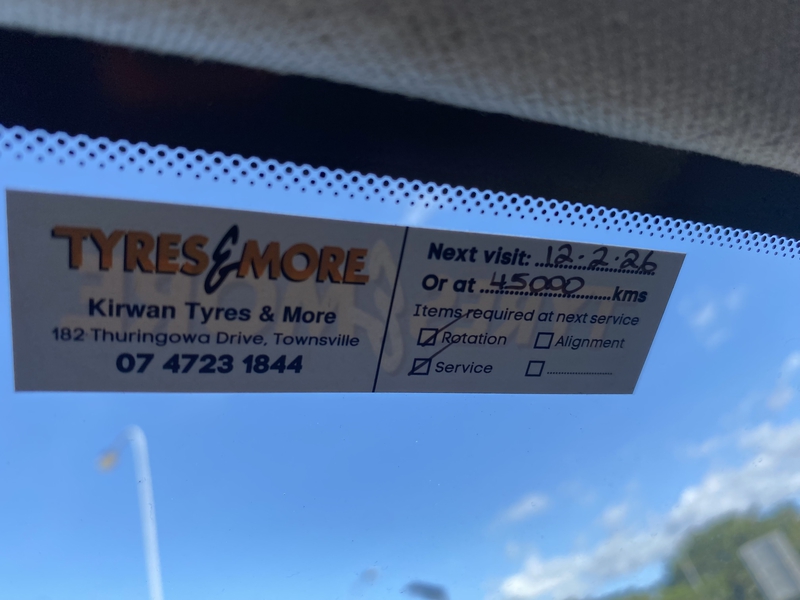 TYRES&MORE
Kirwan Tyres & More
182 Thuringowa Drive, Townsville
07 4723 1844
Next visit: 12-2-26
Or at 45000 kms
Items required at next service
Rotation
Alignment
Service